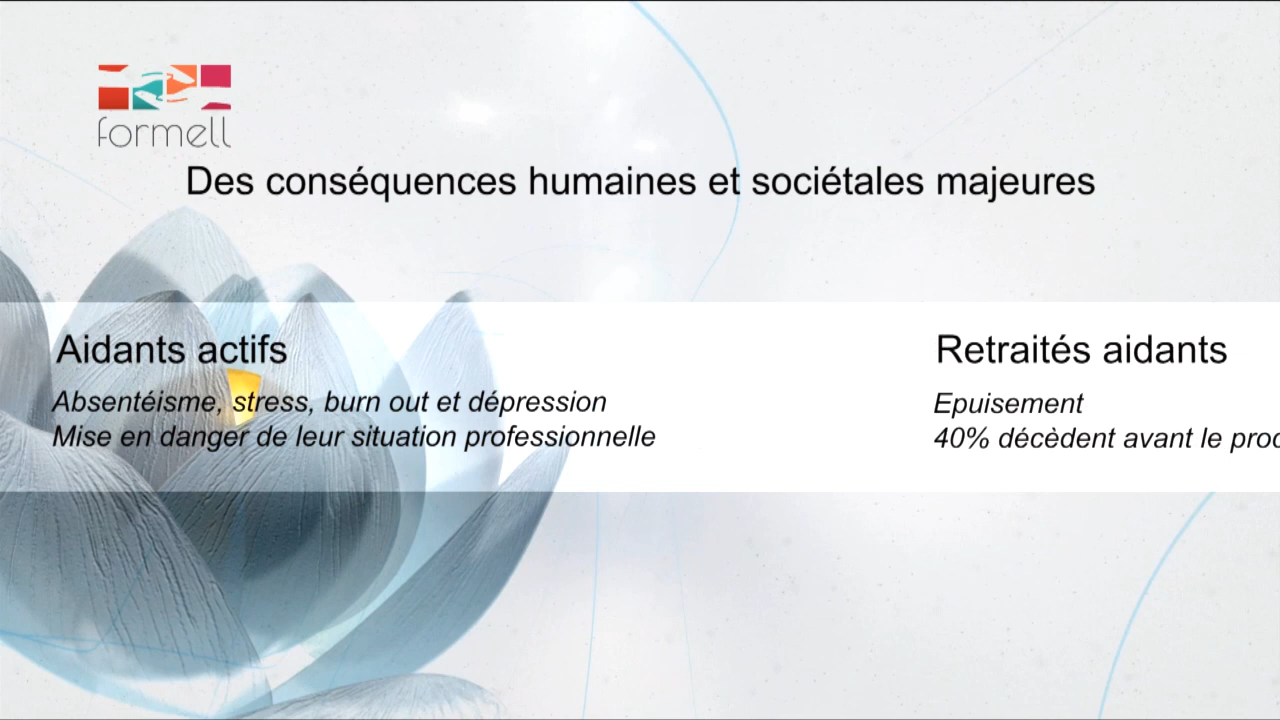 formell
Des conséquences humaines et sociétales majeures
Aidants actifs
Absentéisme, stress, burn out et dépression
Mise en danger de leur situation professionnelle
Retraités aidants
Epuisement
40% décèdent avant le